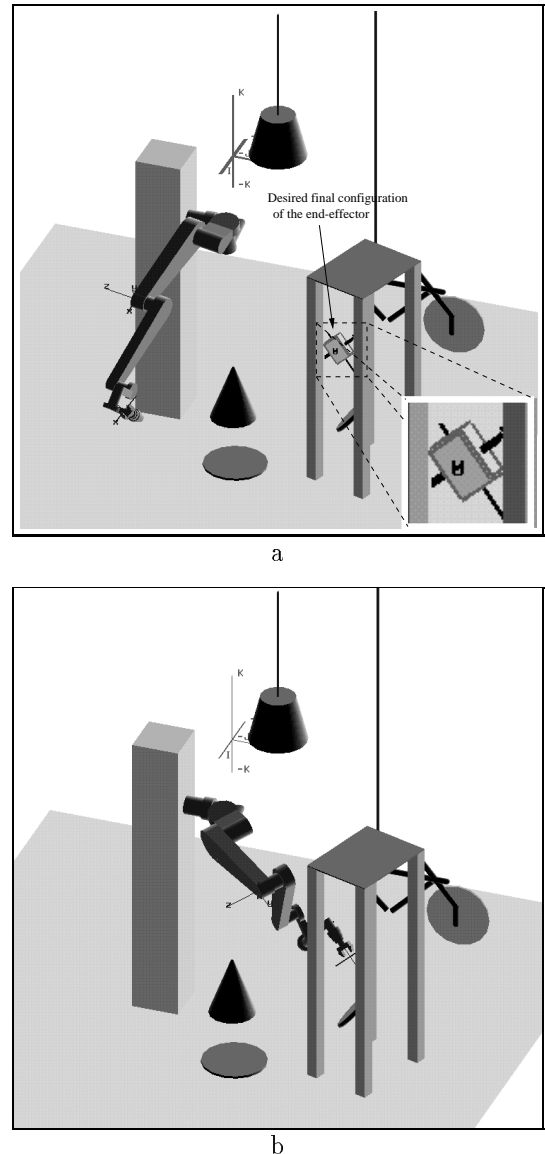 K
I
-K
Desired final configuration
of the end-effector
Z
x
x
H
H
a
K
I
-K
Z
b